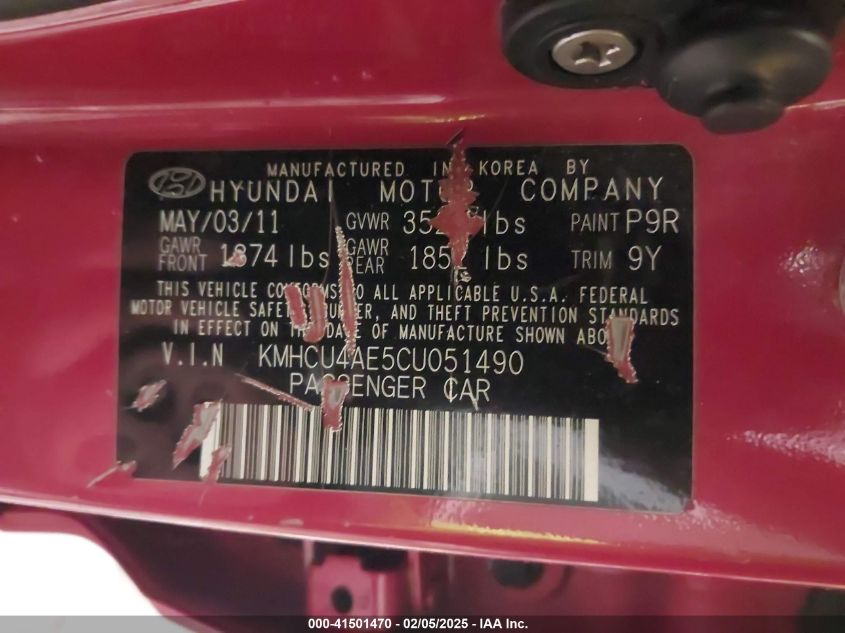 MANUFACTURED IN KOREA BY
HYUNDAI MOTOR COMPANY
MAY/03/11 GVWR lbs PAINT P9R
GAWR FRONT 1874 lbs GAWR REAR lbs TRIM 9Y
THIS VEHICLE CONFORMS TO ALL APPLICABLE U.S.A. FEDERAL
MOTOR VEHICLE SAFETY, BUMPER, AND THEFT PREVENTION STANDARDS
IN EFFECT ON THE DATE OF MANUFACTURE SHOWN ABOVE
V.I.N KMHCU4AE5CU051490
PASSENGER CAR
000-41501470 - 02/05/2025 - IAA Inc.